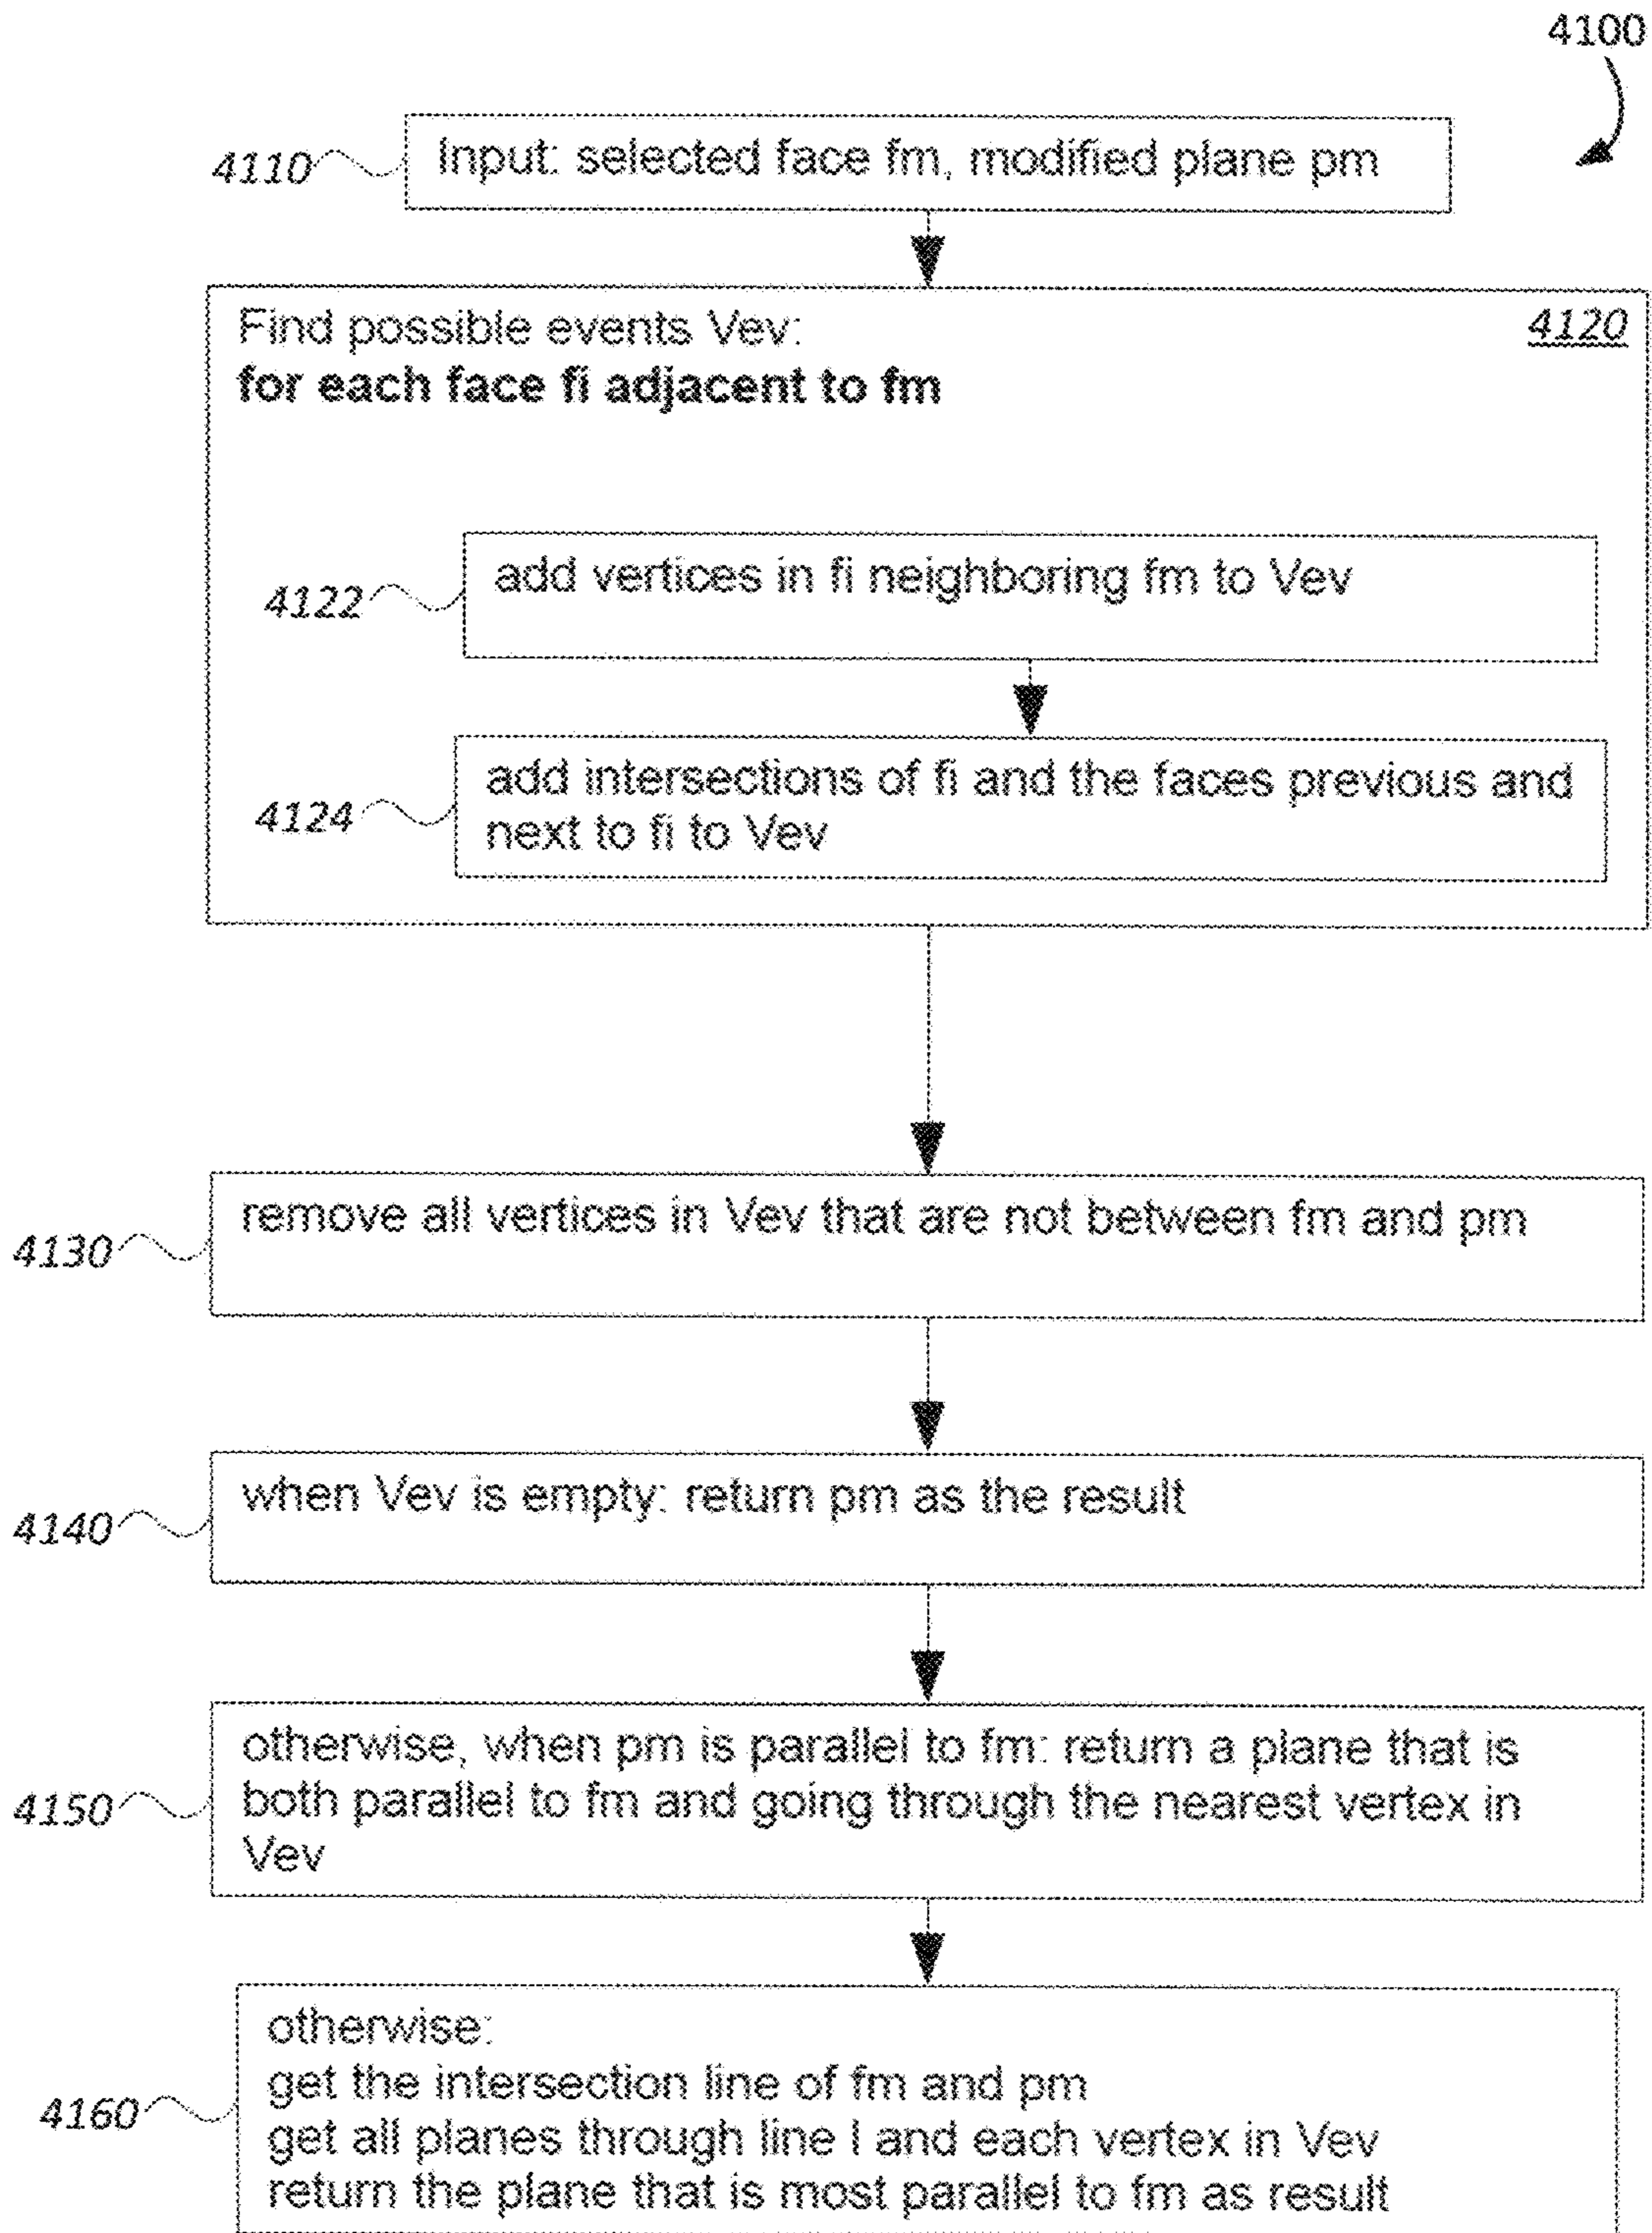 4100
4110
Input: selected face fm, modified plane pm
Find possible events Vev:
4120
for each face fi adjacent to fm
4122
add vertices in fi neighboring fm to Vev
4124
add intersections of fi and the faces previous and
next to fi to Vev
4130
remove all vertices in Vev that are not between fm and pm
4140
when Vev is empty: return pm as the result
4150
otherwise, when pm is parallel to fm: return a plane that is
both parallel to fm and going through the nearest vertex in
Vev
4160
otherwise:
get the intersection line of fm and pm
get all planes through line l and each vertex in Vev
return the plane that is most parallel to fm as result